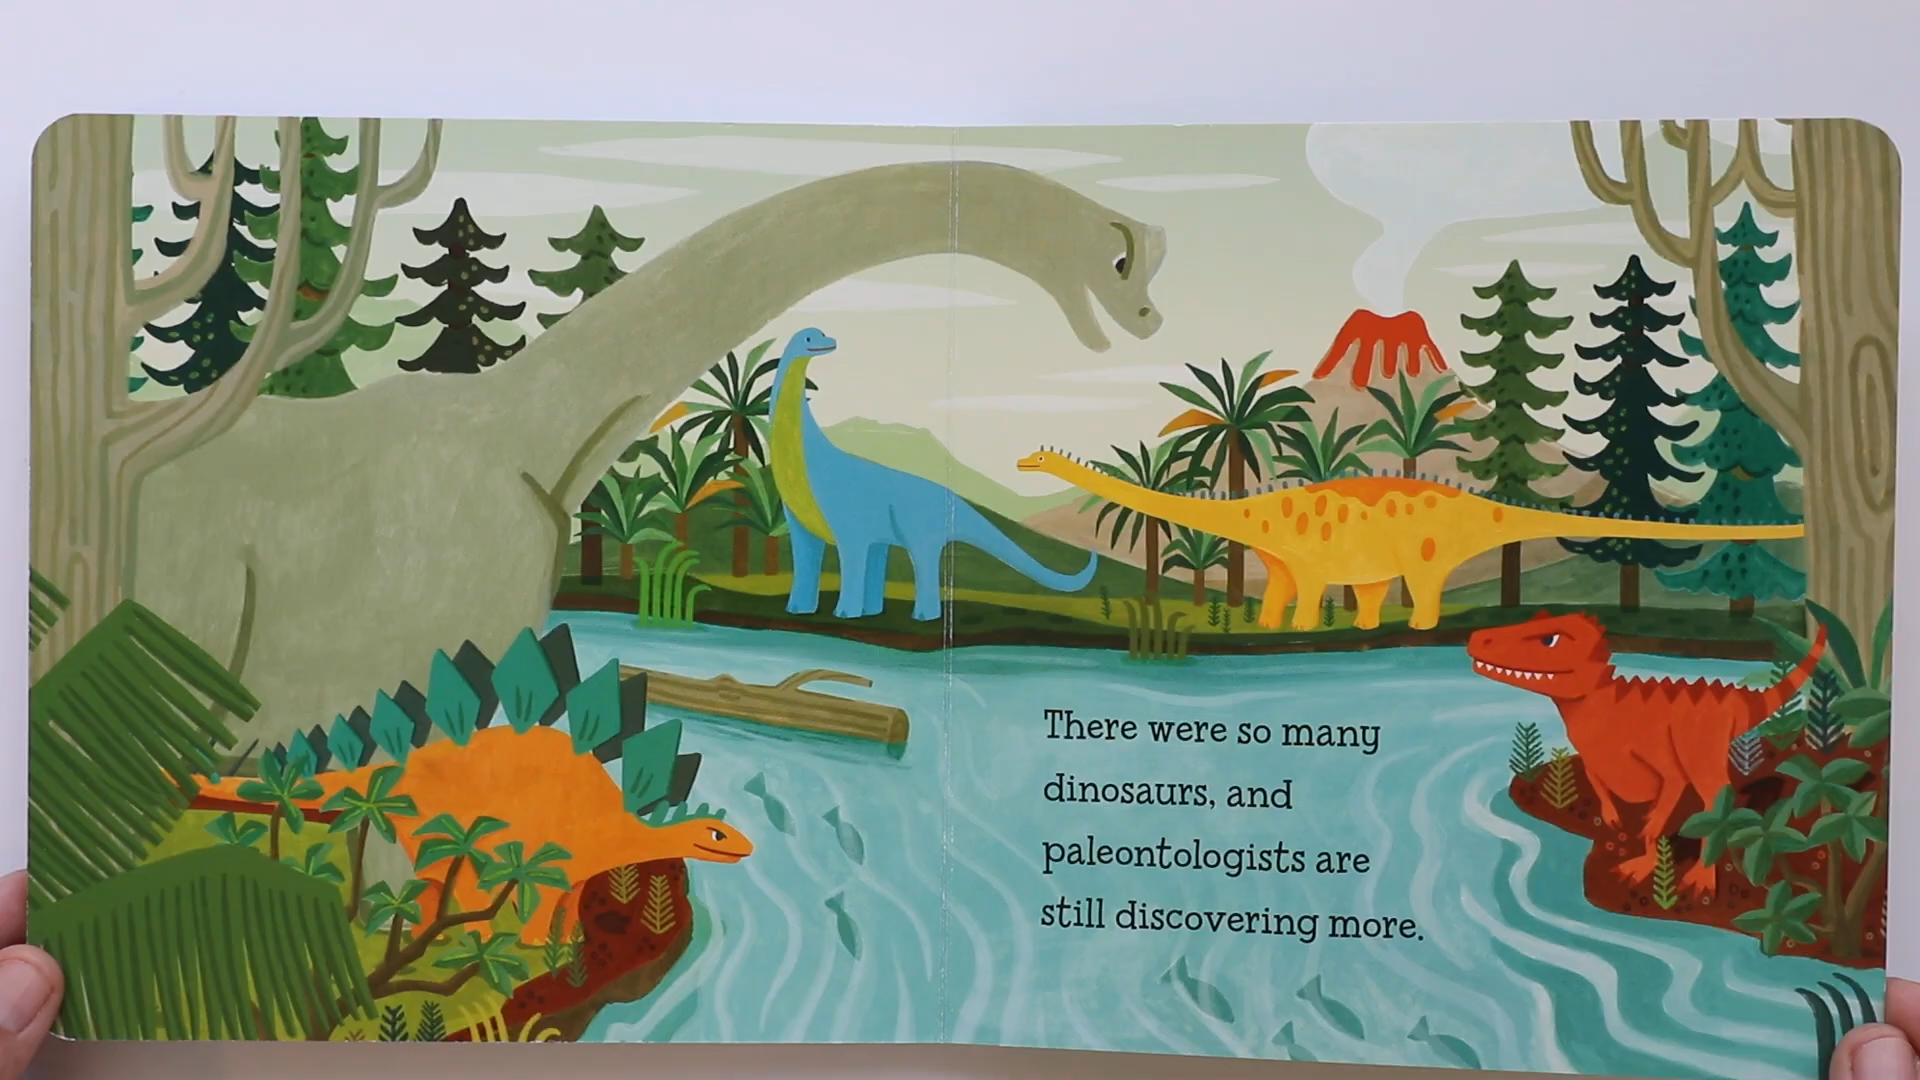 There were so many
dinosaurs, and
paleontologists are
still discovering more.